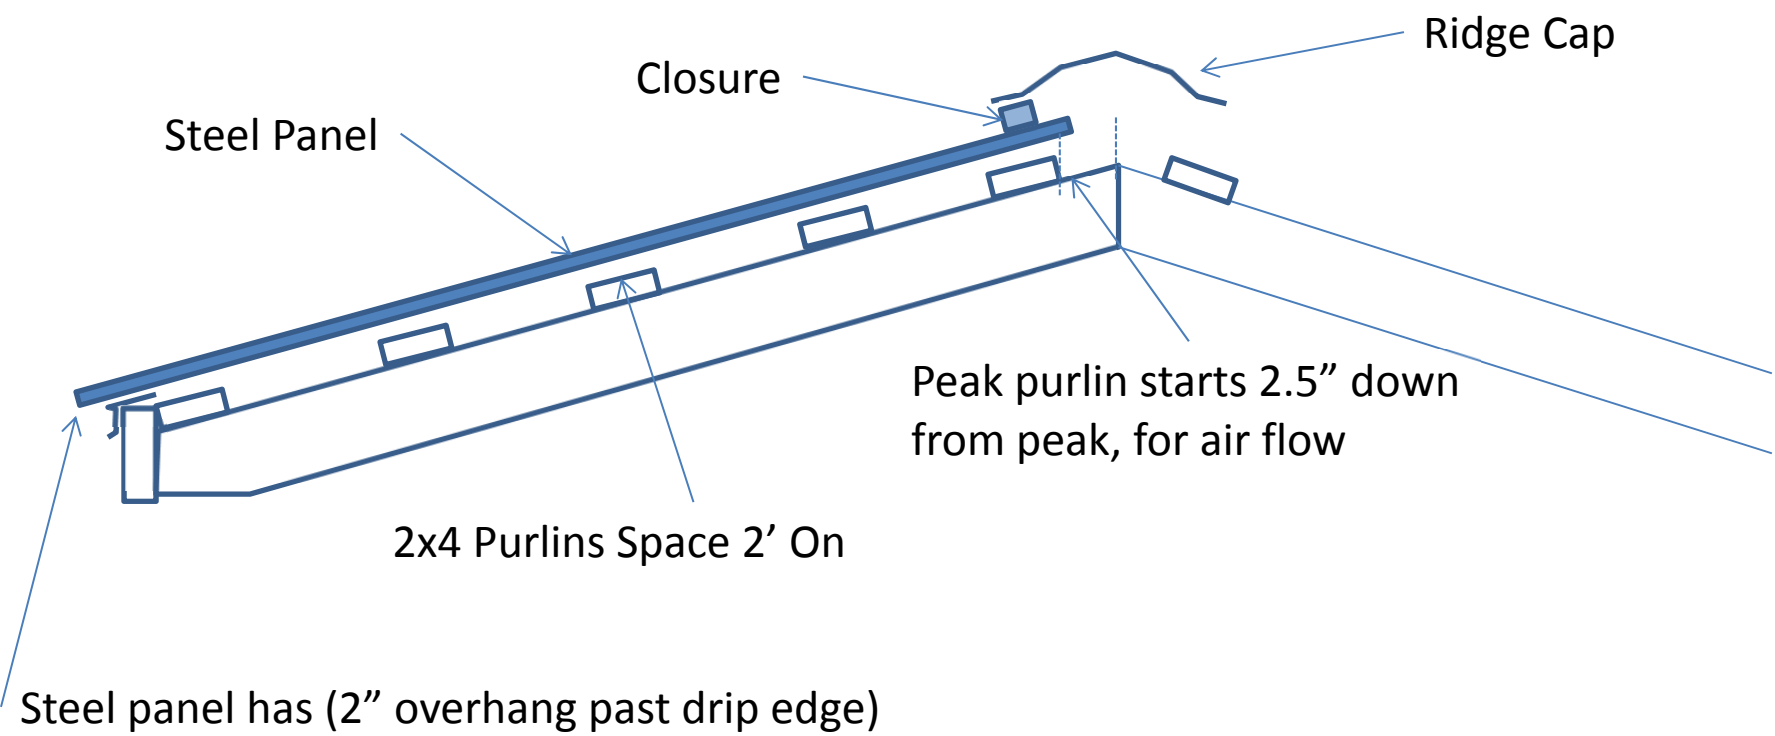 Ridge Cap
Closure
Steel Panel
Peak purlin starts 2.5” down
from peak, for air flow
2x4 Purlins Space 2’ On
Steel panel has (2” overhang past drip edge)